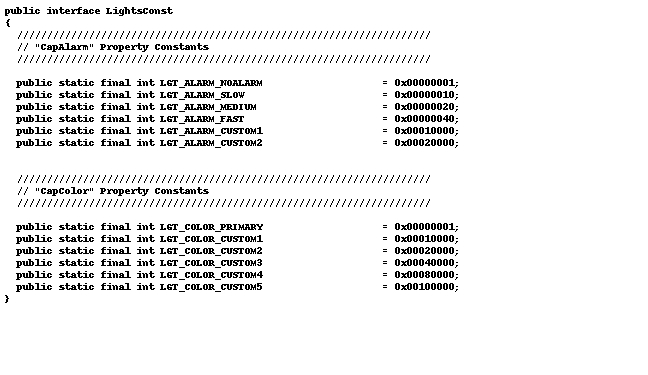 public interface LightsConst
{
  /////////////////////////////////////////////////////////////////////
  // "CapAlarm" Property Constants
  /////////////////////////////////////////////////////////////////////
  public static final int LGT_ALARM_NOALARM                    = 0x00000001;
  public static final int LGT_ALARM_SLOW                       = 0x00000010;
  public static final int LGT_ALARM_MEDIUM                     = 0x00000020;
  public static final int LGT_ALARM_FAST                       = 0x00000040;
  public static final int LGT_ALARM_CUSTOM1                    = 0x00010000;
  public static final int LGT_ALARM_CUSTOM2                    = 0x00020000;
  /////////////////////////////////////////////////////////////////////
  // "CapColor" Property Constants
  /////////////////////////////////////////////////////////////////////
  public static final int LGT_COLOR_PRIMARY                    = 0x00000001;
  public static final int LGT_COLOR_CUSTOM1                    = 0x00010000;
  public static final int LGT_COLOR_CUSTOM2                    = 0x00020000;
  public static final int LGT_COLOR_CUSTOM3                    = 0x00040000;
  public static final int LGT_COLOR_CUSTOM4                    = 0x00080000;
  public static final int LGT_COLOR_CUSTOM5                    = 0x00100000;
}